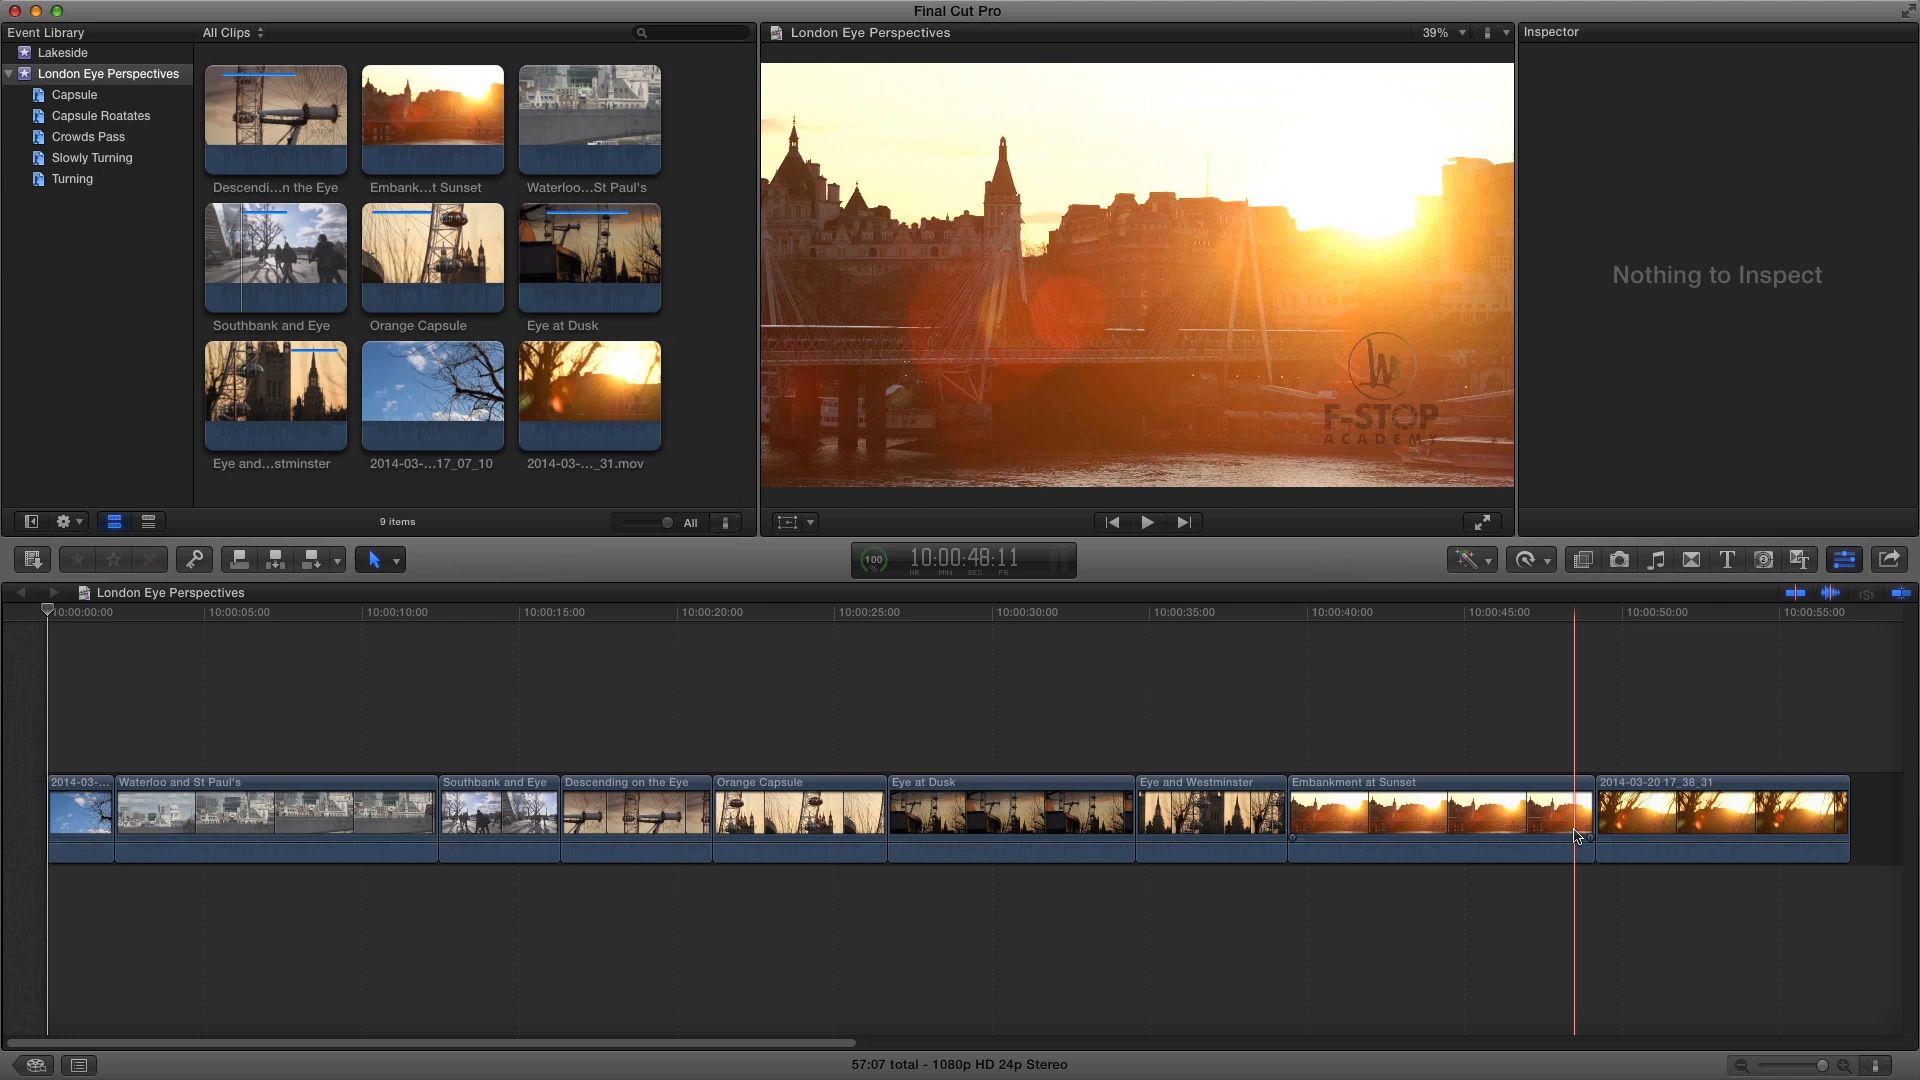 Final Cut Pro
Event Library
All Clips
London Eye Perspectives
39%
Inspector
Lakeside
London Eye Perspectives
Capsule
Capsule Roatates
Crowds Pass
Slowly Turning
Turning
Descendi...n the Eye
Embank...t Sunset
Waterloo...St Paul's
Southbank and Eye
Orange Capsule
Eye at Dusk
Eye and...stminster
2014-03-...17_07_10
2014-03-..._31.mov
F-STOP
ACADEMY
Nothing to Inspect
9 items
All
100
%
10:00:48:11
HR MIN SEC FR
London Eye Perspectives
10:00:00:00 10:00:05:00 10:00:10:00 10:00:15:00 10:00:20:00 10:00:25:00 10:00:30:00 10:00:35:00 10:00:40:00 10:00:45:00 10:00:50:00 10:00:55:00
2014-03-... Waterloo and St Paul's Southbank and Eye Descending on the Eye Orange Capsule Eye at Dusk Eye and Westminster Embankment at Sunset 2014-03-20 17_38_31
57:07 total - 1080p HD 24p Stereo